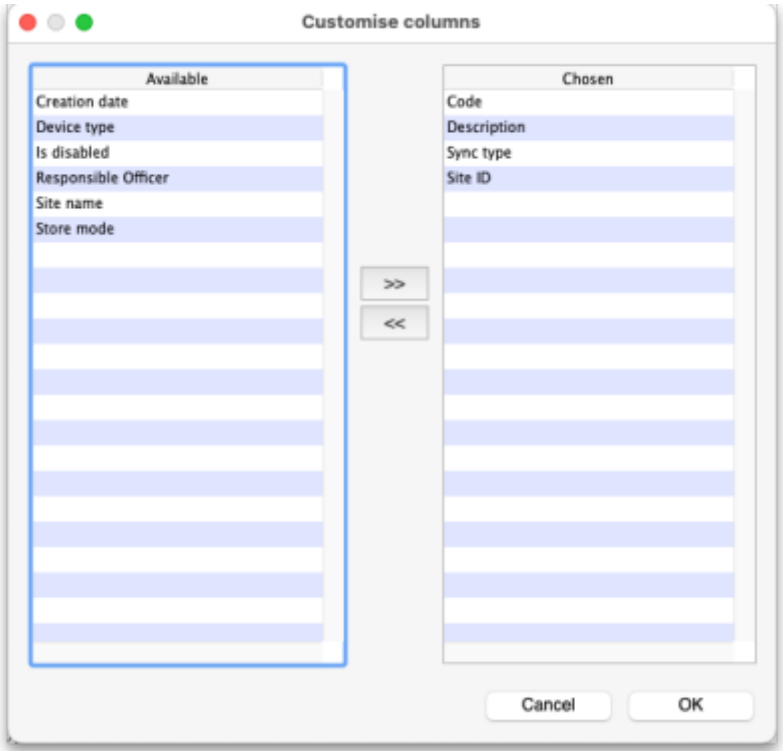 Customise columns
Available
Creation date
Device type
Is disabled
Responsible Officer
Site name
Store mode
>>
<<
Chosen
Code
Description
Sync type
Site ID
Cancel
OK